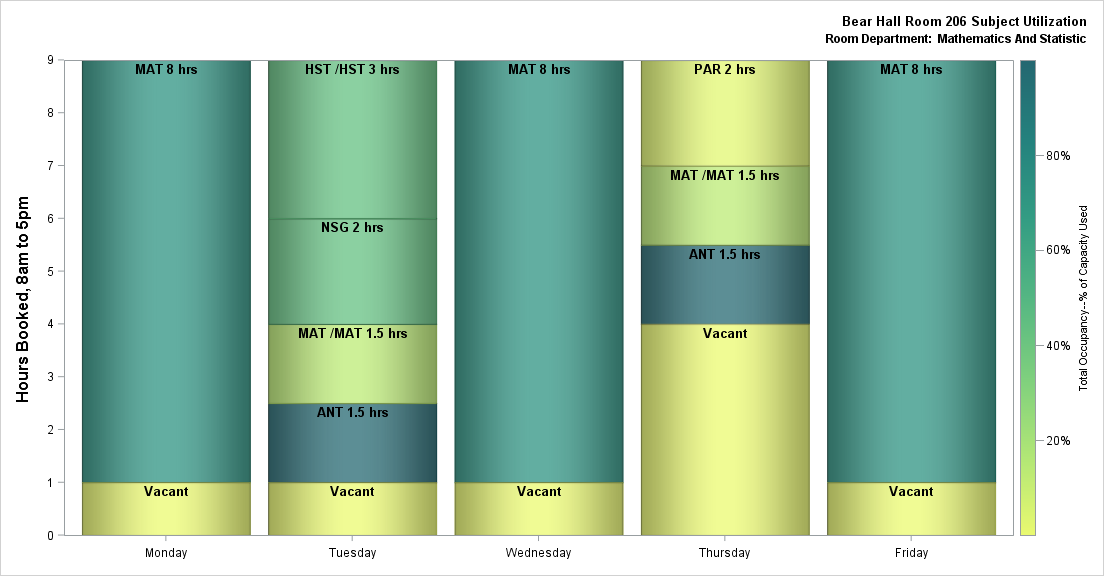 Bear Hall Room 206 Subject Utilization
Room Department: Mathematics And Statistic
Hours Booked, 8am to 5pm
9
8
7
6
5
4
3
2
1
0
MAT 8 hrs
Vacant
HST /HST 3 hrs
NSG 2 hrs
MAT /MAT 1.5 hrs
ANT 1.5 hrs
Vacant
MAT 8 hrs
Vacant
PAR 2 hrs
MAT /MAT 1.5 hrs
ANT 1.5 hrs
Vacant
MAT 8 hrs
Vacant
Monday
Tuesday
Wednesday
Thursday
Friday
80%
60%
40%
20%
Total Occupancy--% of Capacity Used